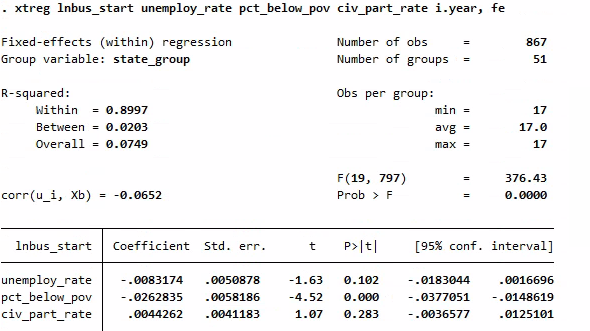 . xtreg lnbus_start unemploy_rate pct_below_pov civ_part_rate i.year, fe
Fixed-effects (within) regression Number of obs = 867
Group variable: state_group Number of groups = 51
R-squared: Obs per group:
Within = 0.8997 min = 17
Between = 0.0203 avg = 17.0
Overall = 0.0749 max = 17
F(19, 797) = 376.43
corr(u_i, Xb) = -0.0652 Prob > F = 0.0000
lnbus_start Coefficient Std. err. t P>|t| [95% conf. interval]
unemploy_rate -.0083174 .0050878 -1.63 0.102 -.0183044 .0016696
pct_below_pov -.0262835 .0058186 -4.52 0.000 -.0377051 -.0148619
civ_part_rate .0044262 .0041183 1.07 0.283 -.0036577 .0125101